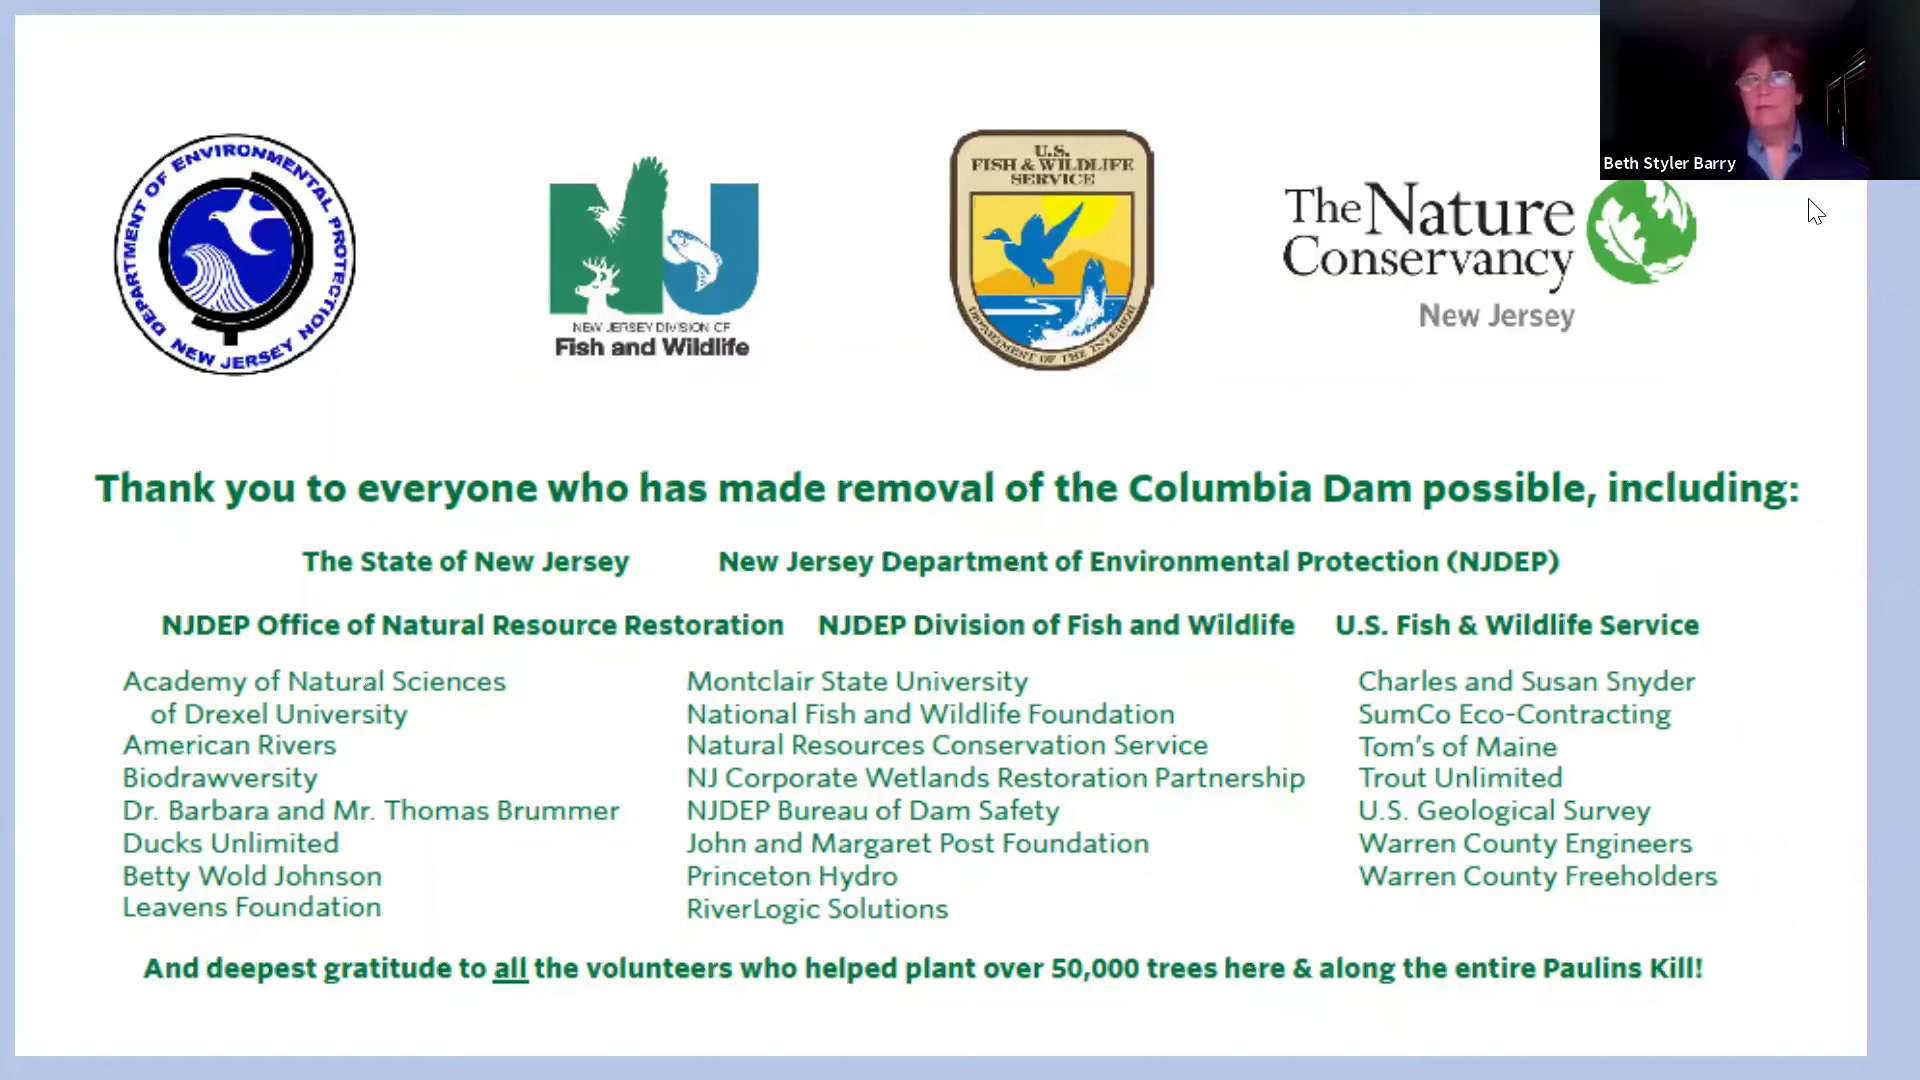 DEPARTMENT OF ENVIRONMENTAL PROTECTION
NEW JERSEY
NEW JERSEY DIVISION OF
Fish and Wildlife
U.S.
FISH & WILDLIFE
SERVICE
DEPARTMENT OF THE INTERIOR
The Nature
Conservancy
New Jersey
Beth Styler Barry
Thank you to everyone who has made removal of the Columbia Dam possible, including:
The State of New Jersey New Jersey Department of Environmental Protection (NJDEP)
NJDEP Office of Natural Resource Restoration NJDEP Division of Fish and Wildlife U.S. Fish & Wildlife Service
Academy of Natural Sciences
of Drexel University
American Rivers
Biodrawversity
Dr. Barbara and Mr. Thomas Brummer
Ducks Unlimited
Betty Wold Johnson
Leavens Foundation
Montclair State University
National Fish and Wildlife Foundation
Natural Resources Conservation Service
NJ Corporate Wetlands Restoration Partnership
NJDEP Bureau of Dam Safety
John and Margaret Post Foundation
Princeton Hydro
RiverLogic Solutions
Charles and Susan Snyder
SumCo Eco-Contracting
Tom's of Maine
Trout Unlimited
U.S. Geological Survey
Warren County Engineers
Warren County Freeholders
And deepest gratitude to all the volunteers who helped plant over 50,000 trees here & along the entire Paulins Kill!